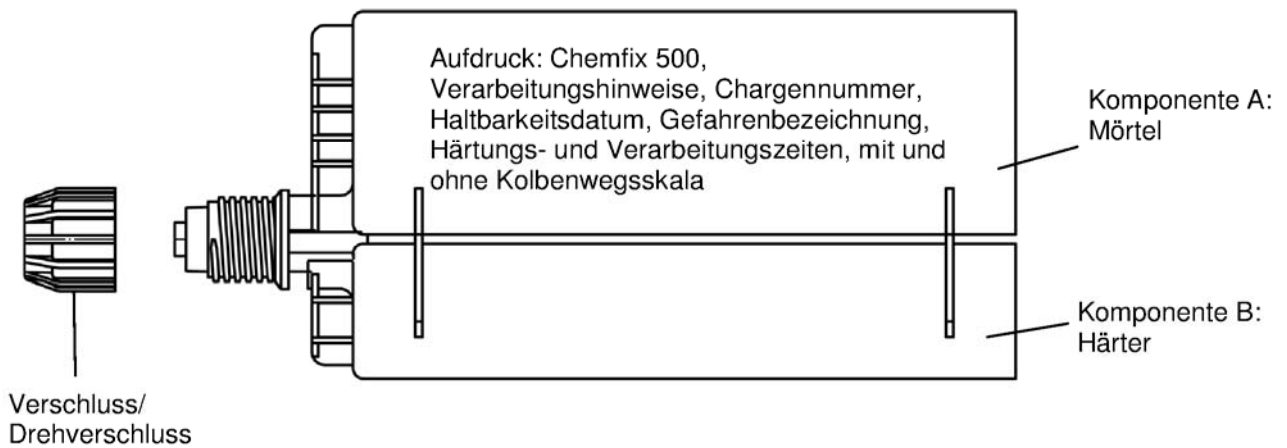 Aufdruck: Chemfix 500,
Verarbeitungshinweise, Chargennummer,
Haltbarkeitsdatum, Gefahrenbezeichnung,
Härtungs- und Verarbeitungszeiten, mit und
ohne Kolbenwegsskala
Komponente A:
Mörtel
Komponente B:
Härter
Verschluss/
Drehverschluss